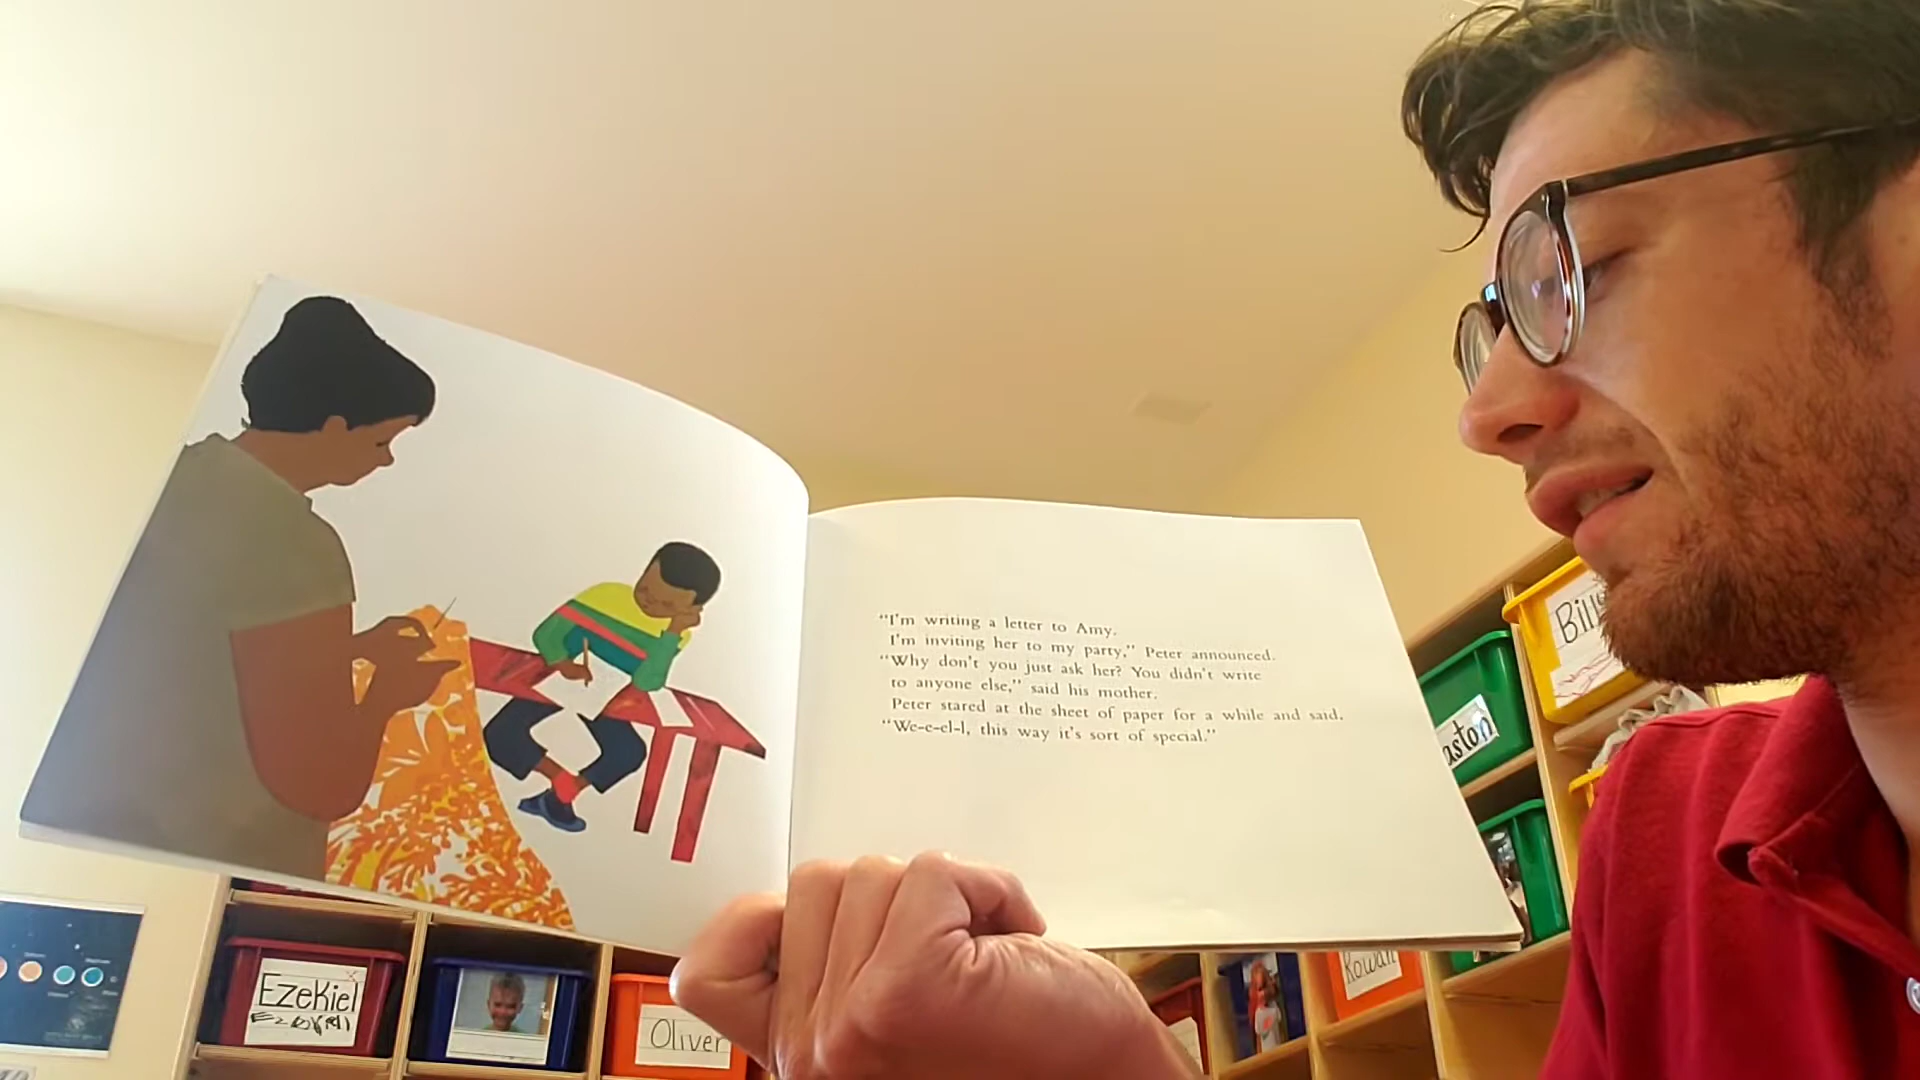 "I'm writing a letter to Amy.
I'm inviting her to my party," Peter announced.
"Why don't you just ask her? You didn't write
to anyone else," said his mother.
Peter stared at the sheet of paper for a while and said,
"We-e-el-l, this way it's sort of special."
Bill
aston
Ezekiel
Oliver
Rowan